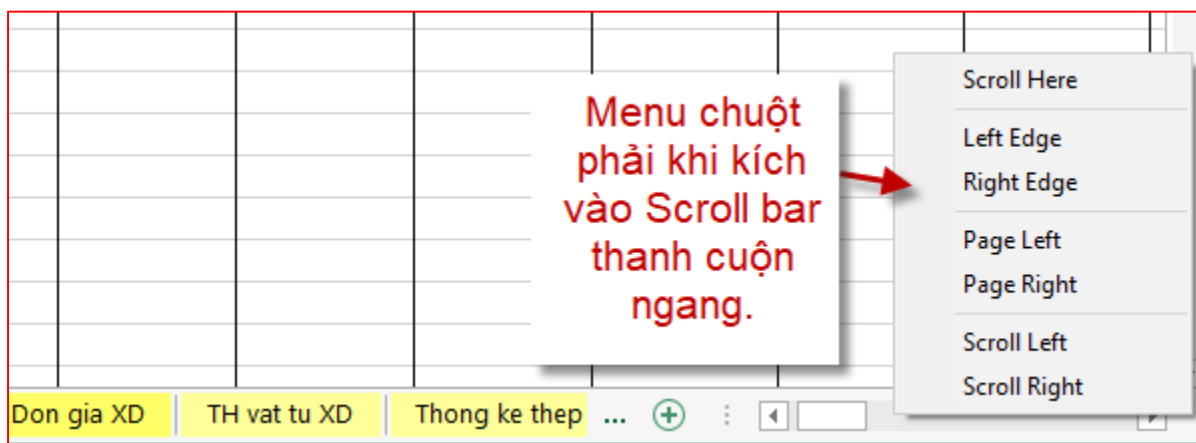 Scroll Here
Left Edge
Right Edge
Page Left
Page Right
Scroll Left
Scroll Right
Menu chuột
phải khi kích
vào Scroll bar
thanh cuộn
ngang.
Don gia XD TH vat tu XD Thong ke thep ...